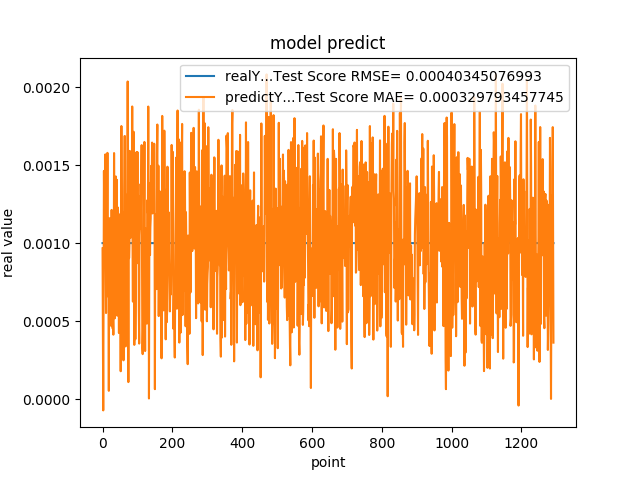 model predict
realY...Test Score RMSE= 0.00040345076993
predictY...Test Score MAE= 0.000329793457745
0.0020
0.0015
0.0010
0.0005
0.0000
real value
0 200 400 600 800 1000 1200
point